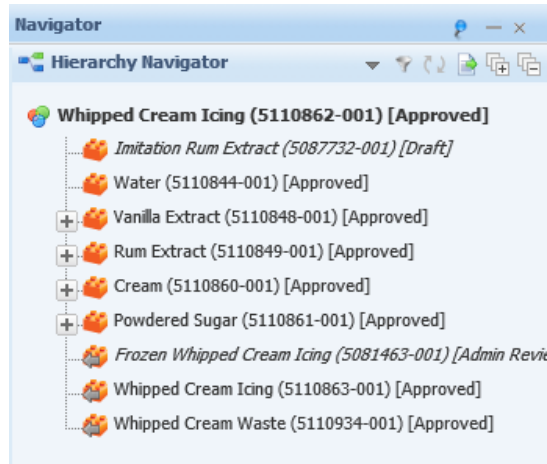 Navigator
Hierarchy Navigator
Whipped Cream Icing (5110862-001) [Approved]
Imitation Rum Extract (5087732-001) [Draft]
Water (5110844-001) [Approved]
Vanilla Extract (5110848-001) [Approved]
Rum Extract (5110849-001) [Approved]
Cream (5110860-001) [Approved]
Powdered Sugar (5110861-001) [Approved]
Frozen Whipped Cream Icing (5081463-001) [Admin Revie
Whipped Cream Icing (5110863-001) [Approved]
Whipped Cream Waste (5110934-001) [Approved]